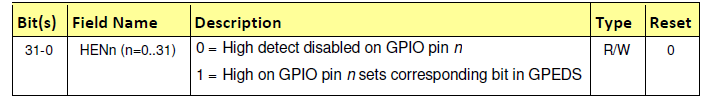 Bit(s) Field Name Description Type Reset
31-0 HENn (n=0..31) 0 = High detect disabled on GPIO pin n R/W 0
1 = High on GPIO pin n sets corresponding bit in GPEDS